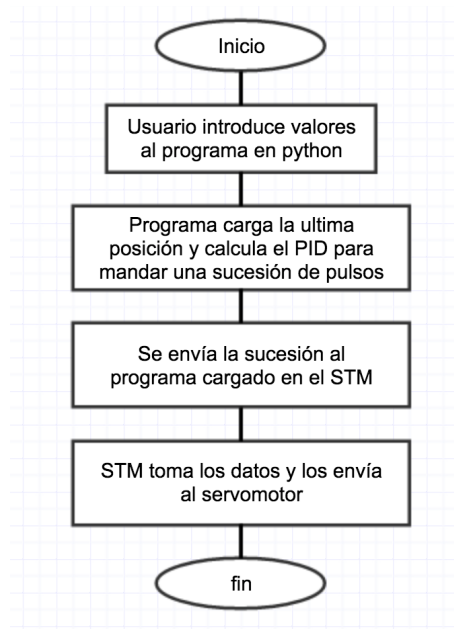 Inicio
Usuario introduce valores
al programa en python
Programa carga la ultima
posición y calcula el PID para
mandar una sucesión de pulsos
Se envía la sucesión al
programa cargado en el STM
STM toma los datos y los envía
al servomotor
fin